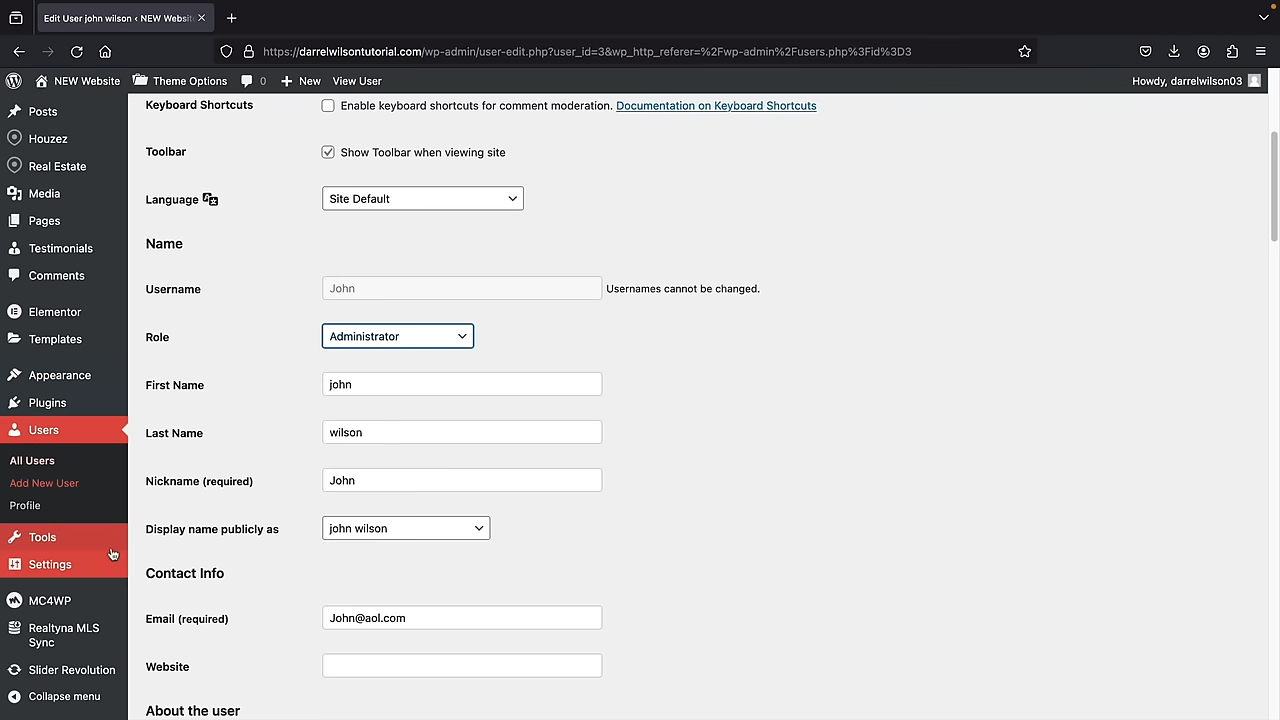 Edit User john wilson ‹ NEW Websit
https://darrelwilsontutorial.com/wp-admin/user-edit.php?user_id=3&wp_http_referer=%2Fwp-admin%2Fusers.php%3Fid%3D3
NEW Website Theme Options 0 New View User Howdy, darrelwilson03
Posts
Houzez
Real Estate
Media
Pages
Testimonials
Comments
Elementor
Templates
Appearance
Plugins
Users
All Users
Add New User
Profile
Tools
Settings
MC4WP
Realtyna MLS
Sync
Slider Revolution
Collapse menu
Keyboard Shortcuts Enable keyboard shortcuts for comment moderation. Documentation on Keyboard Shortcuts
Toolbar Show Toolbar when viewing site
Language Site Default
Name
Username John Usernames cannot be changed.
Role Administrator
First Name john
Last Name wilson
Nickname (required) John
Display name publicly as john wilson
Contact Info
Email (required) John@aol.com
Website
About the user